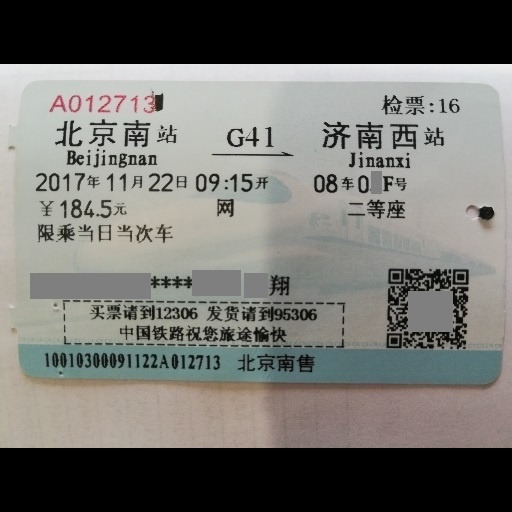 A012713
检票:16
北京南站 G41 济南西站
Beijingnan Jinanxi
2017年11月22日 09:15开 08车0 F号
￥184.5元 网 二等座
限乘当日当次车
**** 翔
买票请到12306 发货请到95306
中国铁路祝您旅途愉快
10010300091122A012713 北京南售